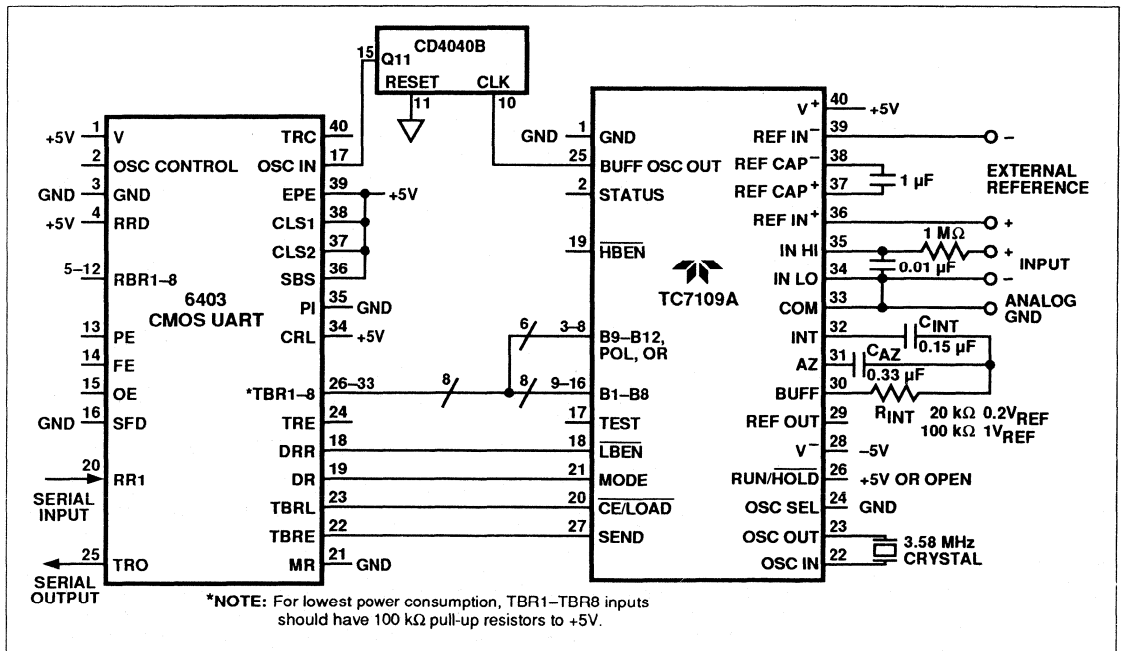 CD4040B
15 Q11
RESET CLK
11 10
6403
CMOS UART
+5V 1 V
2 OSC CONTROL
GND 3 GND
+5V 4 RRD
5–12 RBR1–8
13 PE
14 FE
15 OE
GND 16 SFD
20 RR1
SERIAL
INPUT
25 TRO
SERIAL
OUTPUT
TRC 40
OSC IN 17
EPE 39 +5V
CLS1 38
CLS2 37
SBS 36
PI 35 GND
CRL 34 +5V
*TBR1–8 26–33 8
TRE 24
DRR 18
DR 19
TBRL 23
TBRE 22
MR 21 GND
TC7109A
GND 1 GND
25 BUFF OSC OUT
2 STATUS
19 HBEN
6 3–8 B9–B12,
POL, OR
8 9–16 B1–B8
17 TEST
18 LBEN
21 MODE
20 CE/LOAD
27 SEND
V+ 40 +5V
REF IN– 39 –
REF CAP– 38
1 µF
REF CAP+ 37
EXTERNAL
REFERENCE
REF IN+ 36 +
1 MΩ
IN HI 35 +
0.01 µF
INPUT
IN LO 34 –
COM 33 ANALOG
GND
INT 32 CINT
0.15 µF
AZ 31 CAZ
0.33 µF
BUFF 30
RINT 20 kΩ 0.2VREF
100 kΩ 1VREF
REF OUT 29
V– 28 –5V
RUN/HOLD 26 +5V OR OPEN
OSC SEL 24 GND
OSC OUT 23
3.58 MHz
CRYSTAL
OSC IN 22
*NOTE: For lowest power consumption, TBR1–TBR8 inputs
should have 100 kΩ pull-up resistors to +5V.